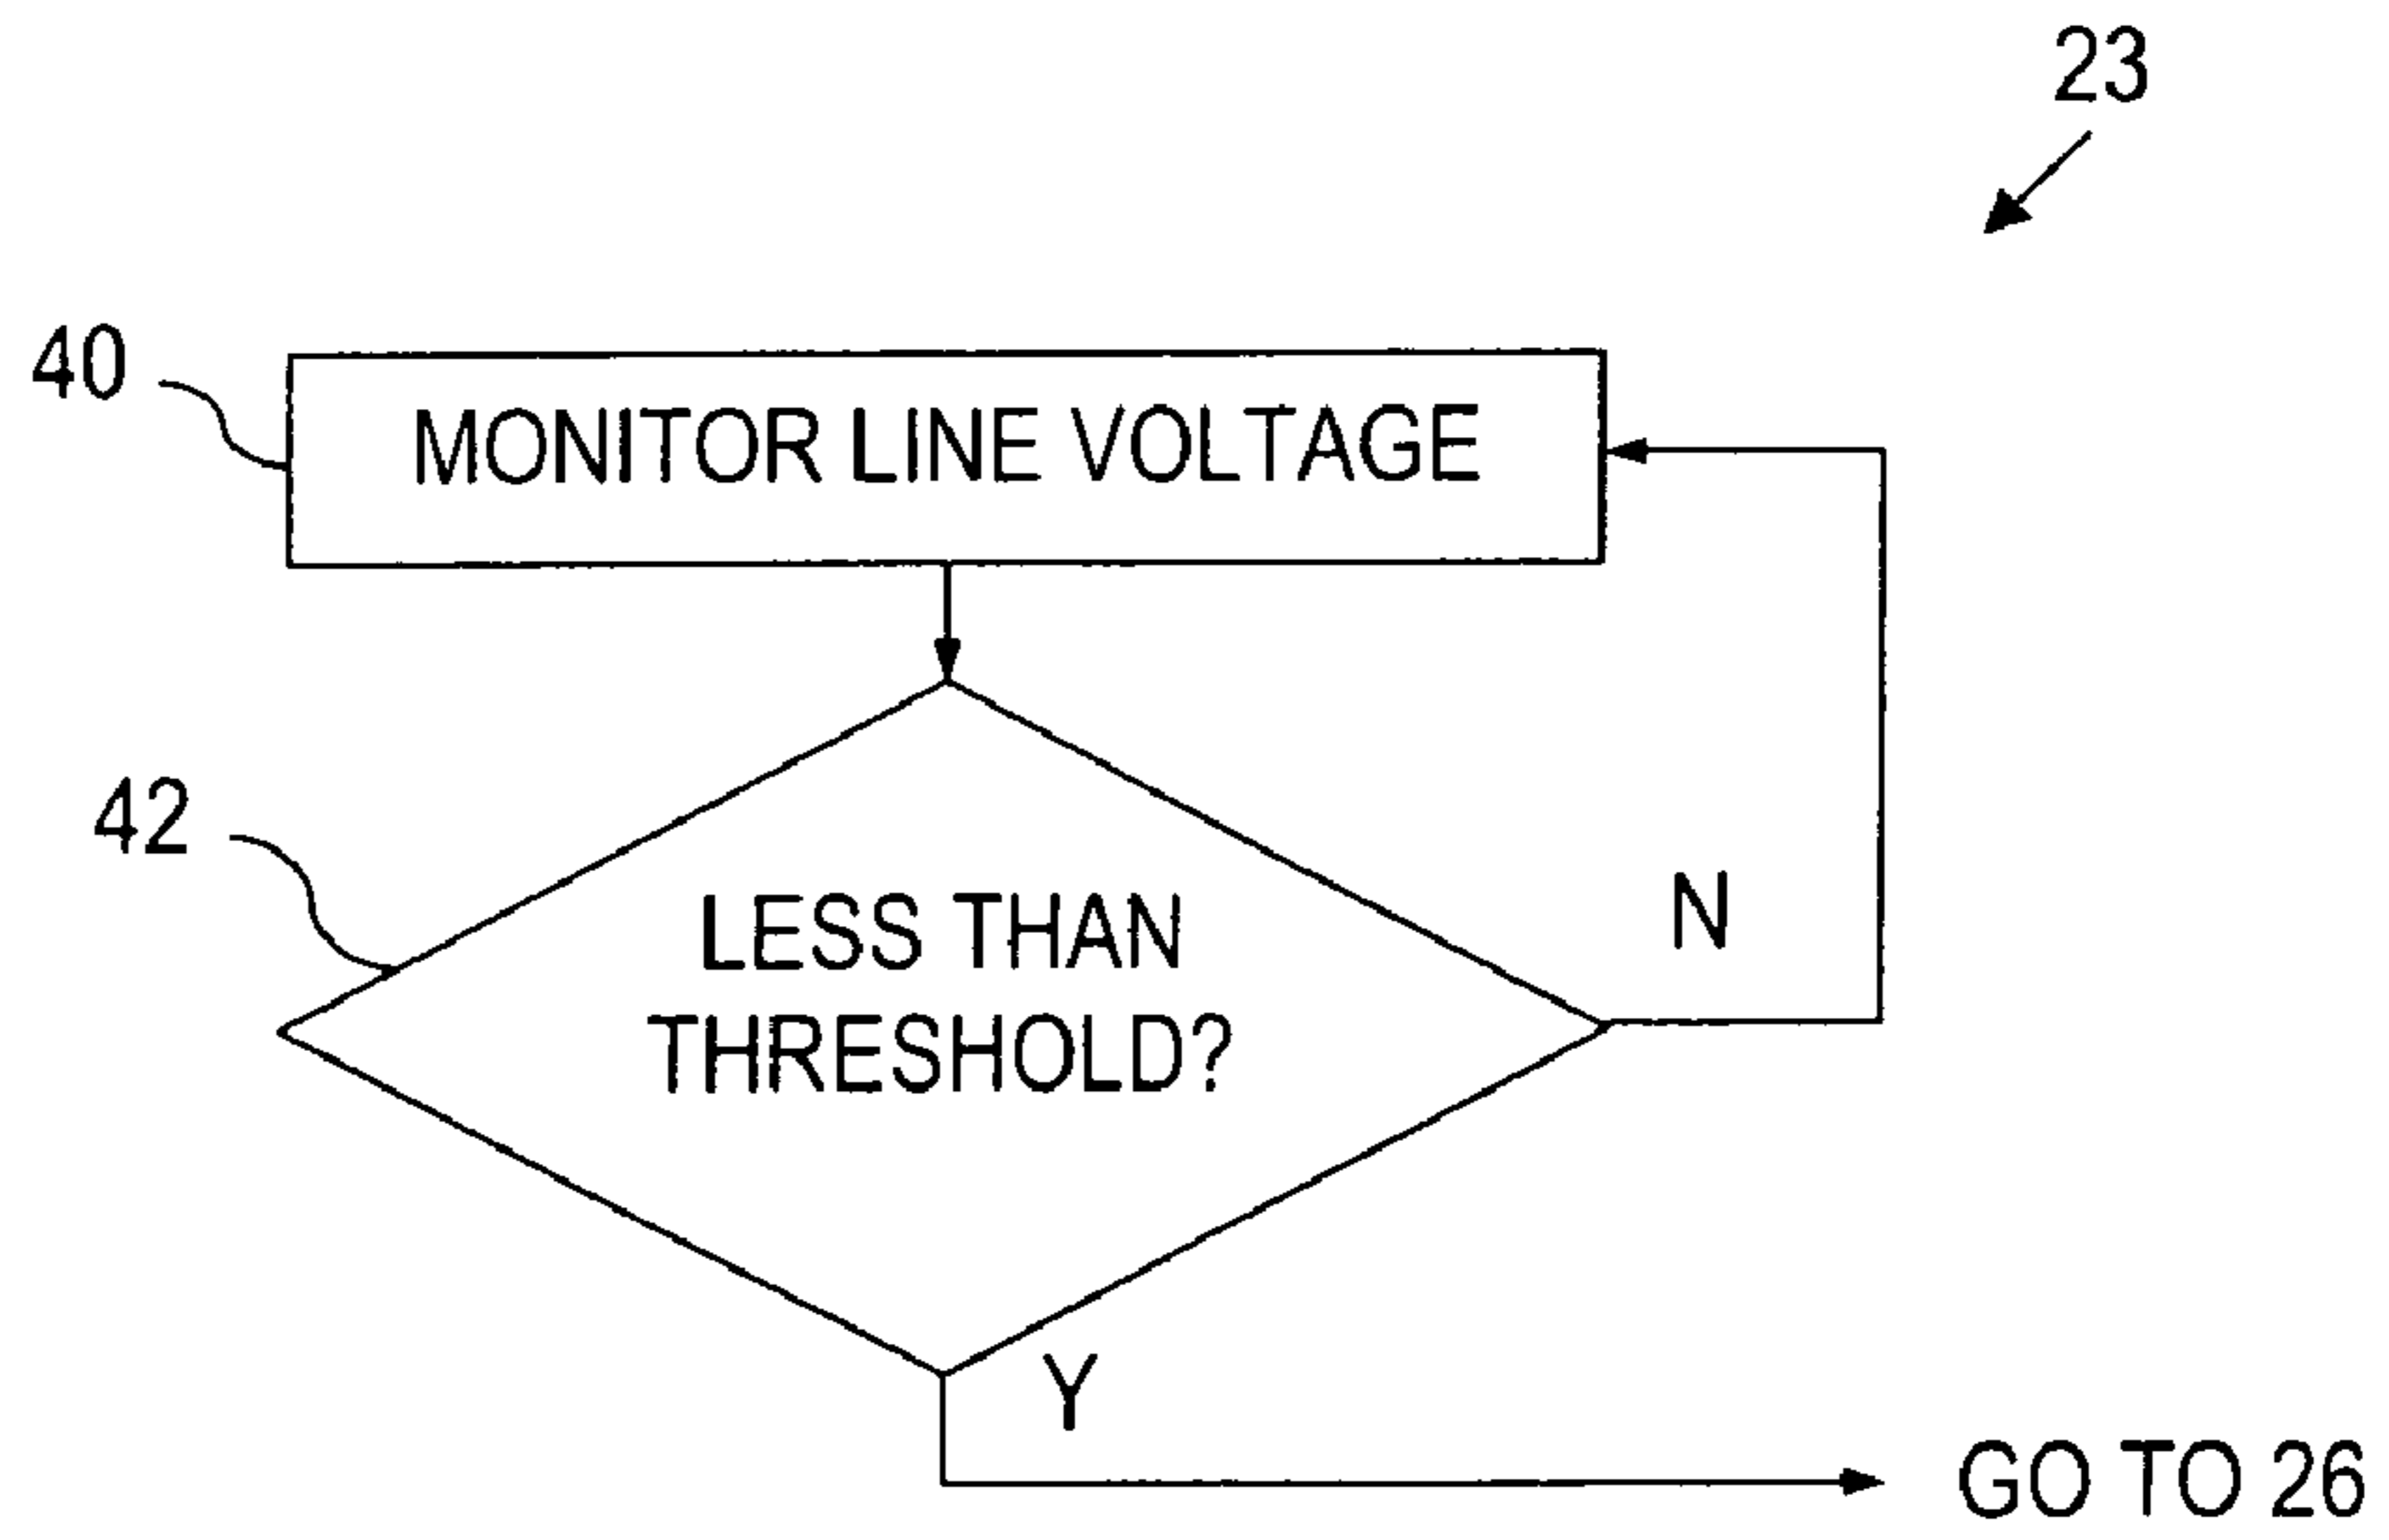 23
40
MONITOR LINE VOLTAGE
42
LESS THAN
THRESHOLD?
N
Y
GO TO 26